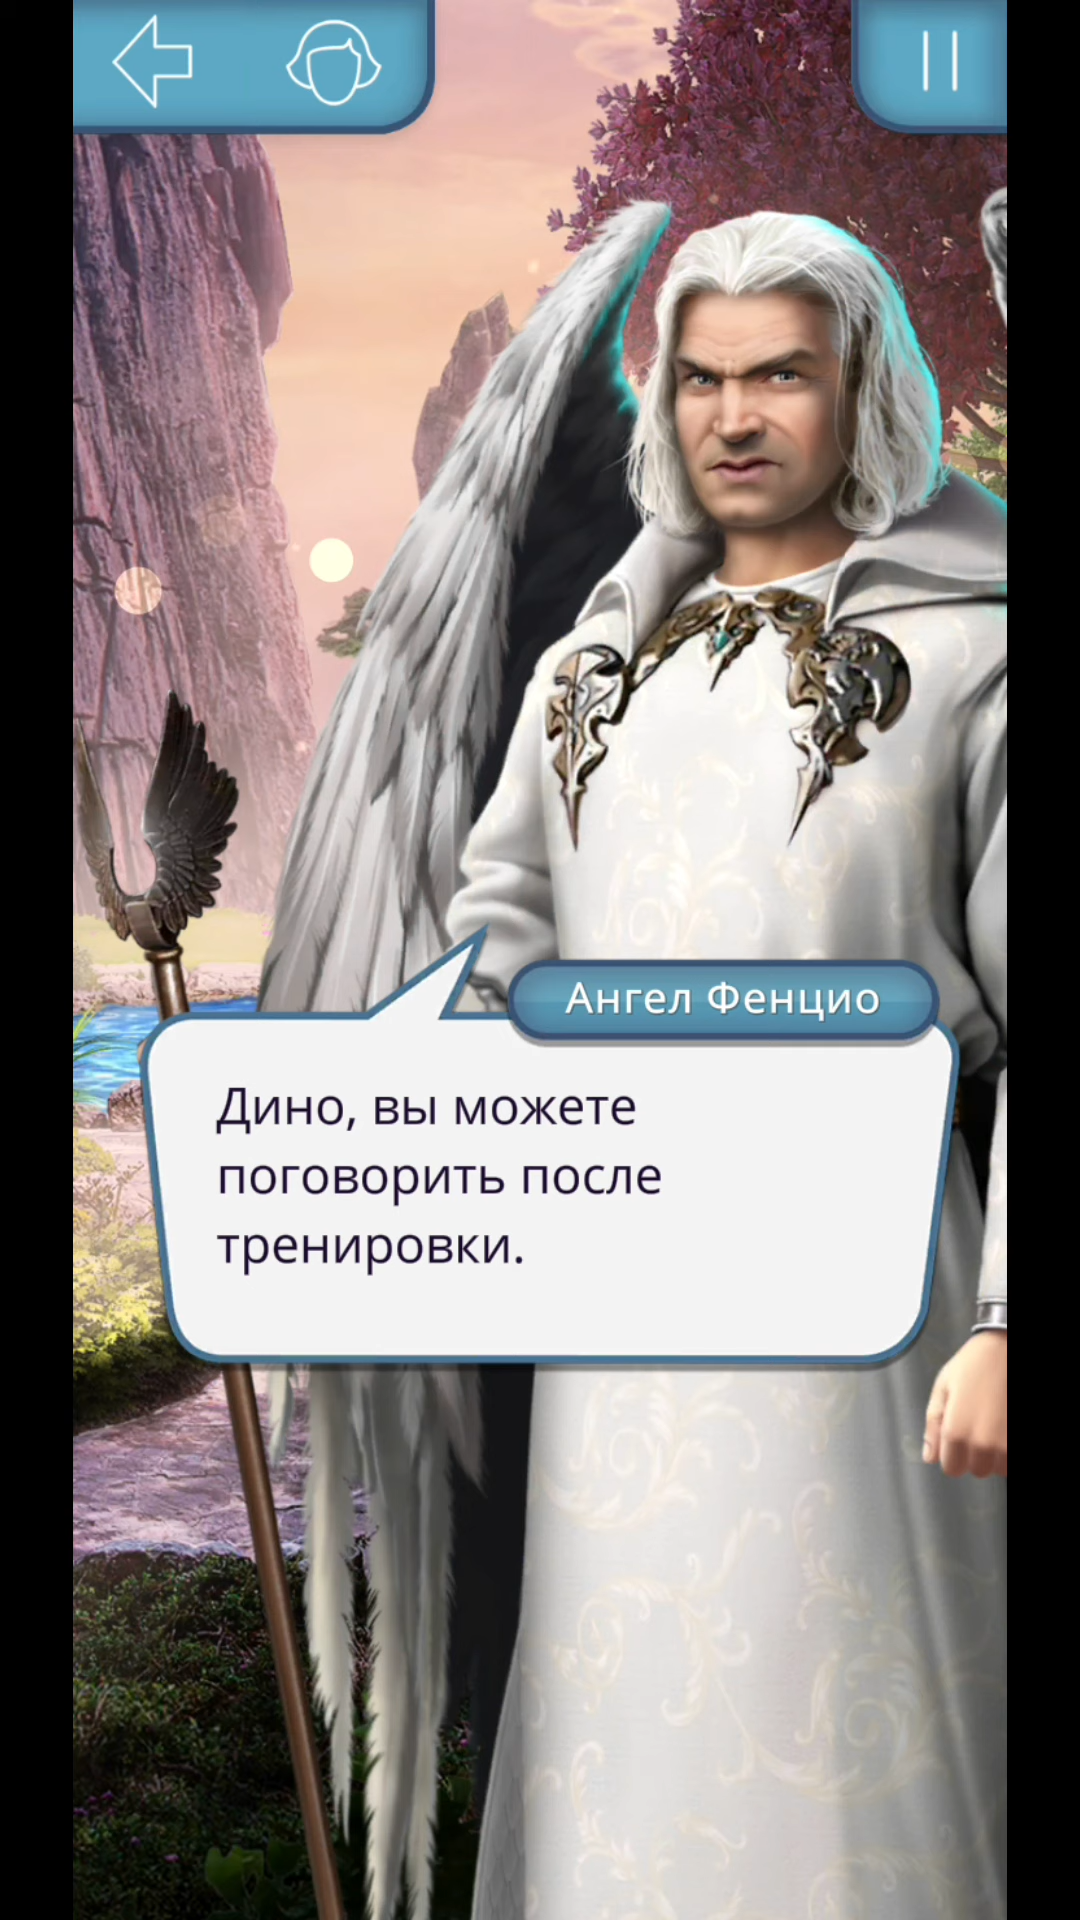 Ангел Фенцио
Дино, вы можете
поговорить после
тренировки.